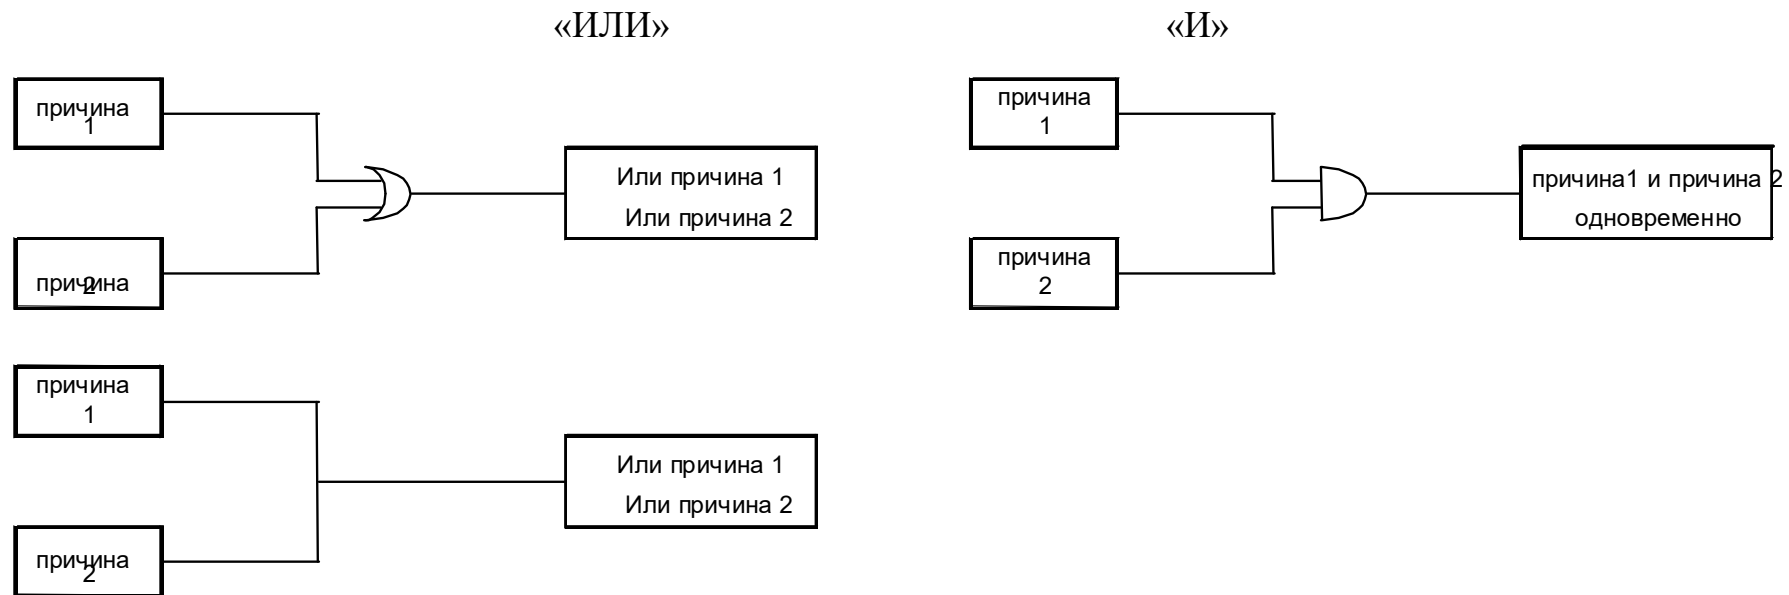 «ИЛИ»
«И»
причина
1
Или причина 1
Или причина 2
причина
2
причина
1
причина1 и причина 2
одновременно
причина
2
причина
1
Или причина 1
Или причина 2
причина
2